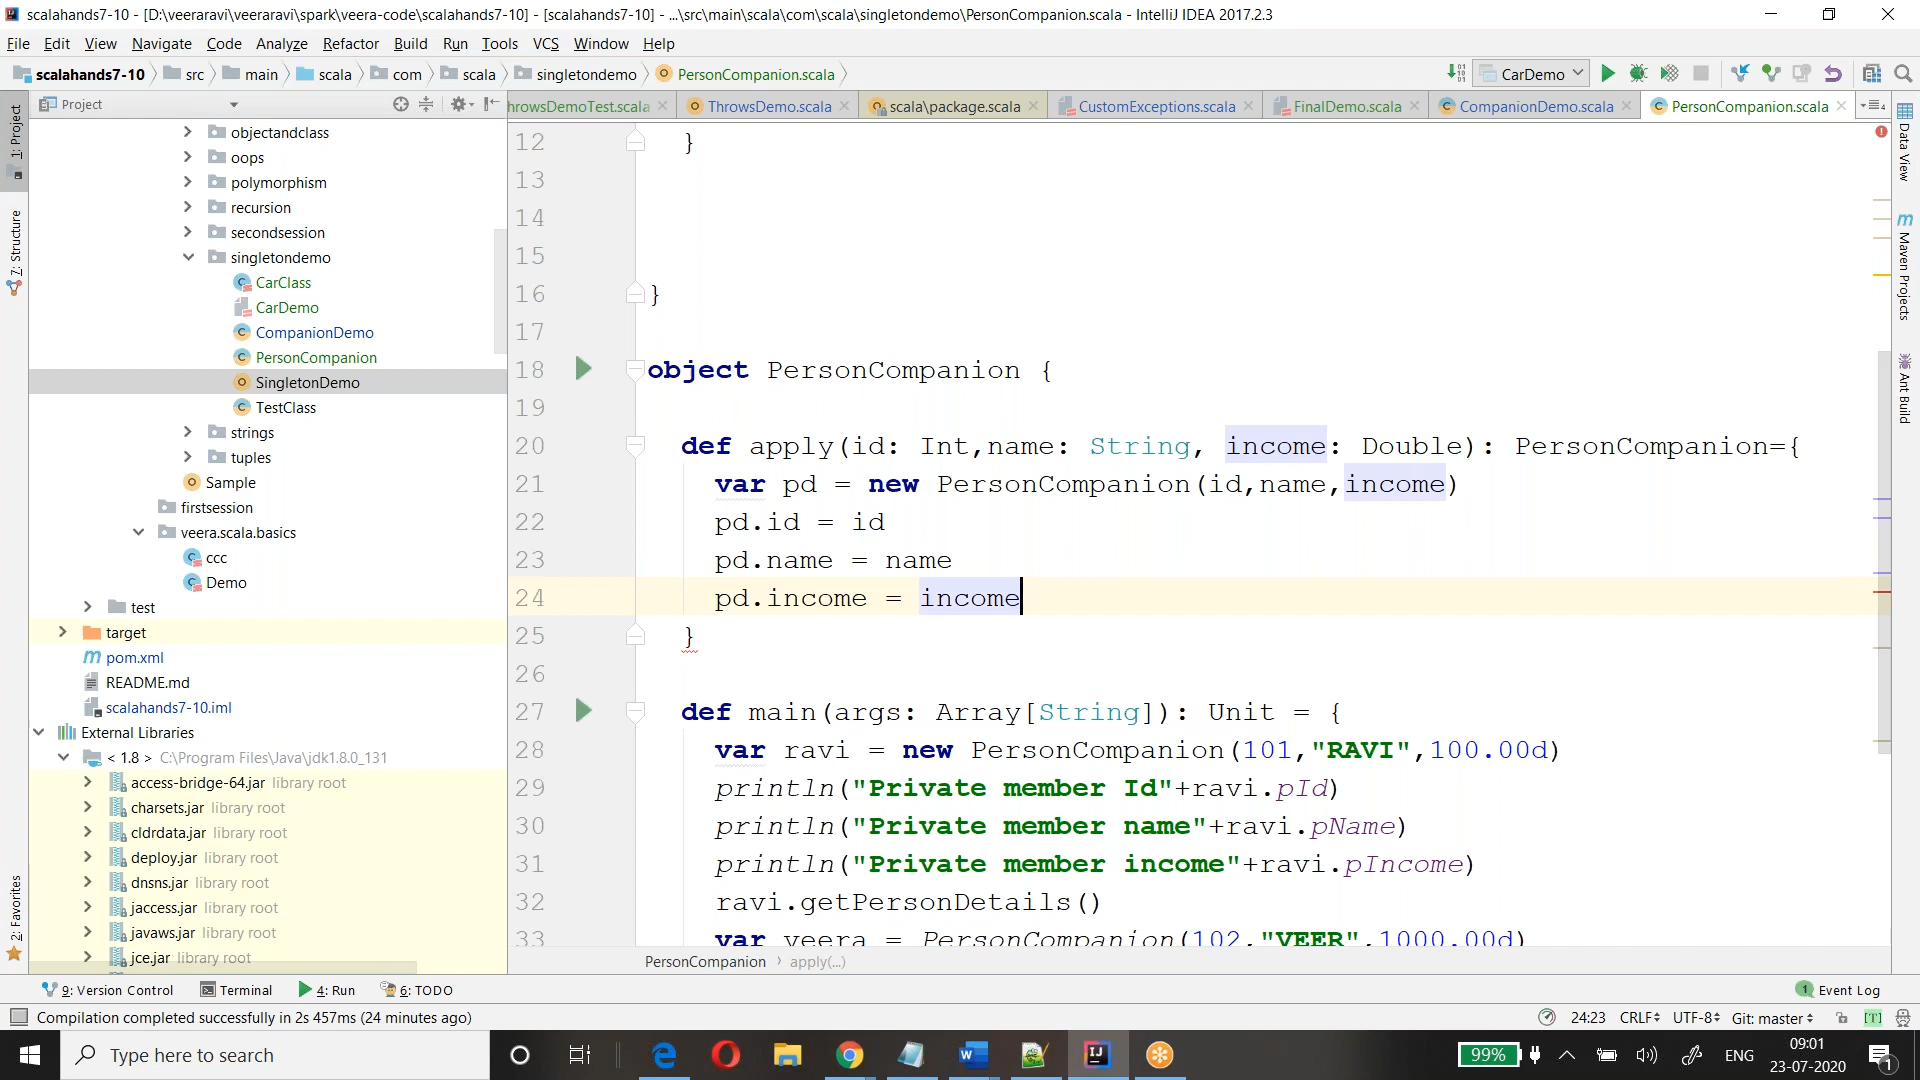 scalahands7-10 - [D:\veeraravi\veeraravi\spark\veera-code\scalahands7-10] - [scalahands7-10] - ...\src\main\scala\com\scala\singletondemo\PersonCompanion.scala - IntelliJ IDEA 2017.2.3
File Edit View Navigate Code Analyze Refactor Build Run Tools VCS Window Help
scalahands7-10 src main scala com scala singletondemo PersonCompanion.scala CarDemo
Project
hrowsDemoTest.scala ThrowsDemo.scala scala\package.scala CustomExceptions.scala FinalDemo.scala CompanionDemo.scala PersonCompanion.scala
1: Project
7: Structure
2: Favorites
objectandclass
oops
polymorphism
recursion
secondsession
singletondemo
CarClass
CarDemo
CompanionDemo
PersonCompanion
SingletonDemo
TestClass
strings
tuples
Sample
firstsession
veera.scala.basics
ccc
Demo
test
target
pom.xml
README.md
scalahands7-10.iml
External Libraries
< 1.8 > C:\Program Files\Java\jdk1.8.0_131
access-bridge-64.jar library root
charsets.jar library root
cldrdata.jar library root
deploy.jar library root
dnsns.jar library root
jaccess.jar library root
javaws.jar library root
jce.jar library root
12 }
13
14
15
16 }
17
18 object PersonCompanion {
19
20 def apply(id: Int,name: String, income: Double): PersonCompanion={
21 var pd = new PersonCompanion(id,name,income)
22 pd.id = id
23 pd.name = name
24 pd.income = income
25 }
26
27 def main(args: Array[String]): Unit = {
28 var ravi = new PersonCompanion(101,"RAVI",100.00d)
29 println("Private member Id"+ravi.pId)
30 println("Private member name"+ravi.pName)
31 println("Private member income"+ravi.pIncome)
32 ravi.getPersonDetails()
33 var veera = PersonCompanion(102,"VEER",1000.00d)
PersonCompanion apply(...)
Data View
Maven Projects
Ant Build
9: Version Control Terminal 4: Run 6: TODO 1 Event Log
Compilation completed successfully in 2s 457ms (24 minutes ago) 24:23 CRLF UTF-8 Git: master [T]
Type here to search
99% ENG
09:01
23-07-2020
1